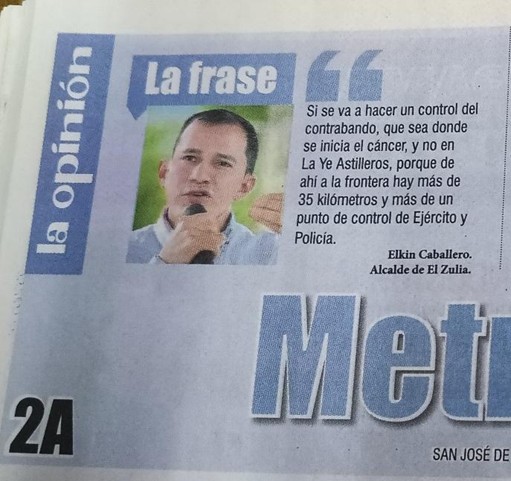 la opinión
La frase
Si se va a hacer un control del
contrabando, que sea donde
se inicia el cáncer, y no en
La Ye Astilleros, porque de
ahí a la frontera hay más de
35 kilómetros y más de un
punto de control de Ejército y
Policía.
Elkin Caballero.
Alcalde de El Zulia.
Met
2A
SAN JOSÉ DE